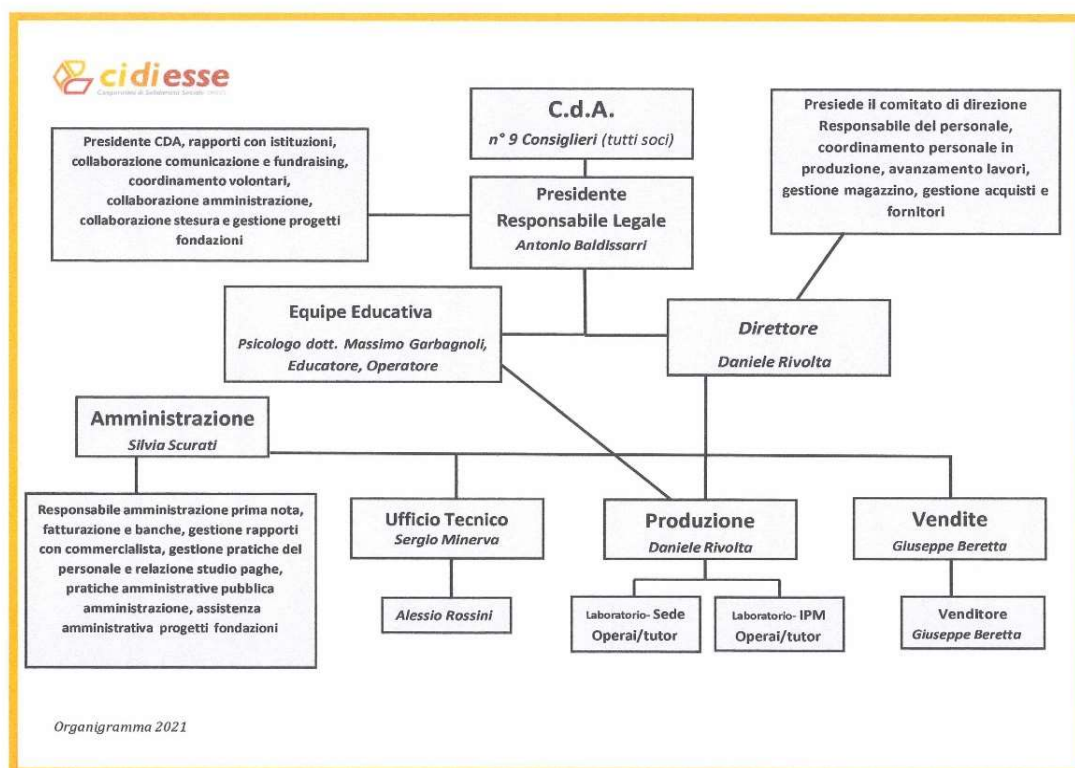 cidiesse
Cooperativa di Solidarietà Sociale
C.d.A.
n° 9 Consiglieri (tutti soci)
Presiede il comitato di direzione
Responsabile del personale,
coordinamento personale in
produzione, avanzamento lavori,
gestione magazzino, gestione acquisti e
fornitori
Presidente CDA, rapporti con istituzioni,
collaborazione comunicazione e fundraising,
coordinamento volontari,
collaborazione amministrazione,
collaborazione stesura e gestione progetti
fondazioni
Presidente
Responsabile Legale
Antonio Baldissarri
Equipe Educativa
Psicologo dott. Massimo Garbagnoli,
Educatore, Operatore
Direttore
Daniele Rivolta
Amministrazione
Silvia Scurati
Responsabile amministrazione prima nota,
fatturazione e banche, gestione rapporti
con commercialista, gestione pratiche del
personale e relazione studio paghe,
pratiche amministrative pubblica
amministrazione, assistenza
amministrativa progetti fondazioni
Ufficio Tecnico
Sergio Minerva
Alessio Rossini
Produzione
Daniele Rivolta
Laboratorio- Sede
Operai/tutor
Laboratorio- IPM
Operai/tutor
Vendite
Giuseppe Beretta
Venditore
Giuseppe Beretta
Organigramma 2021